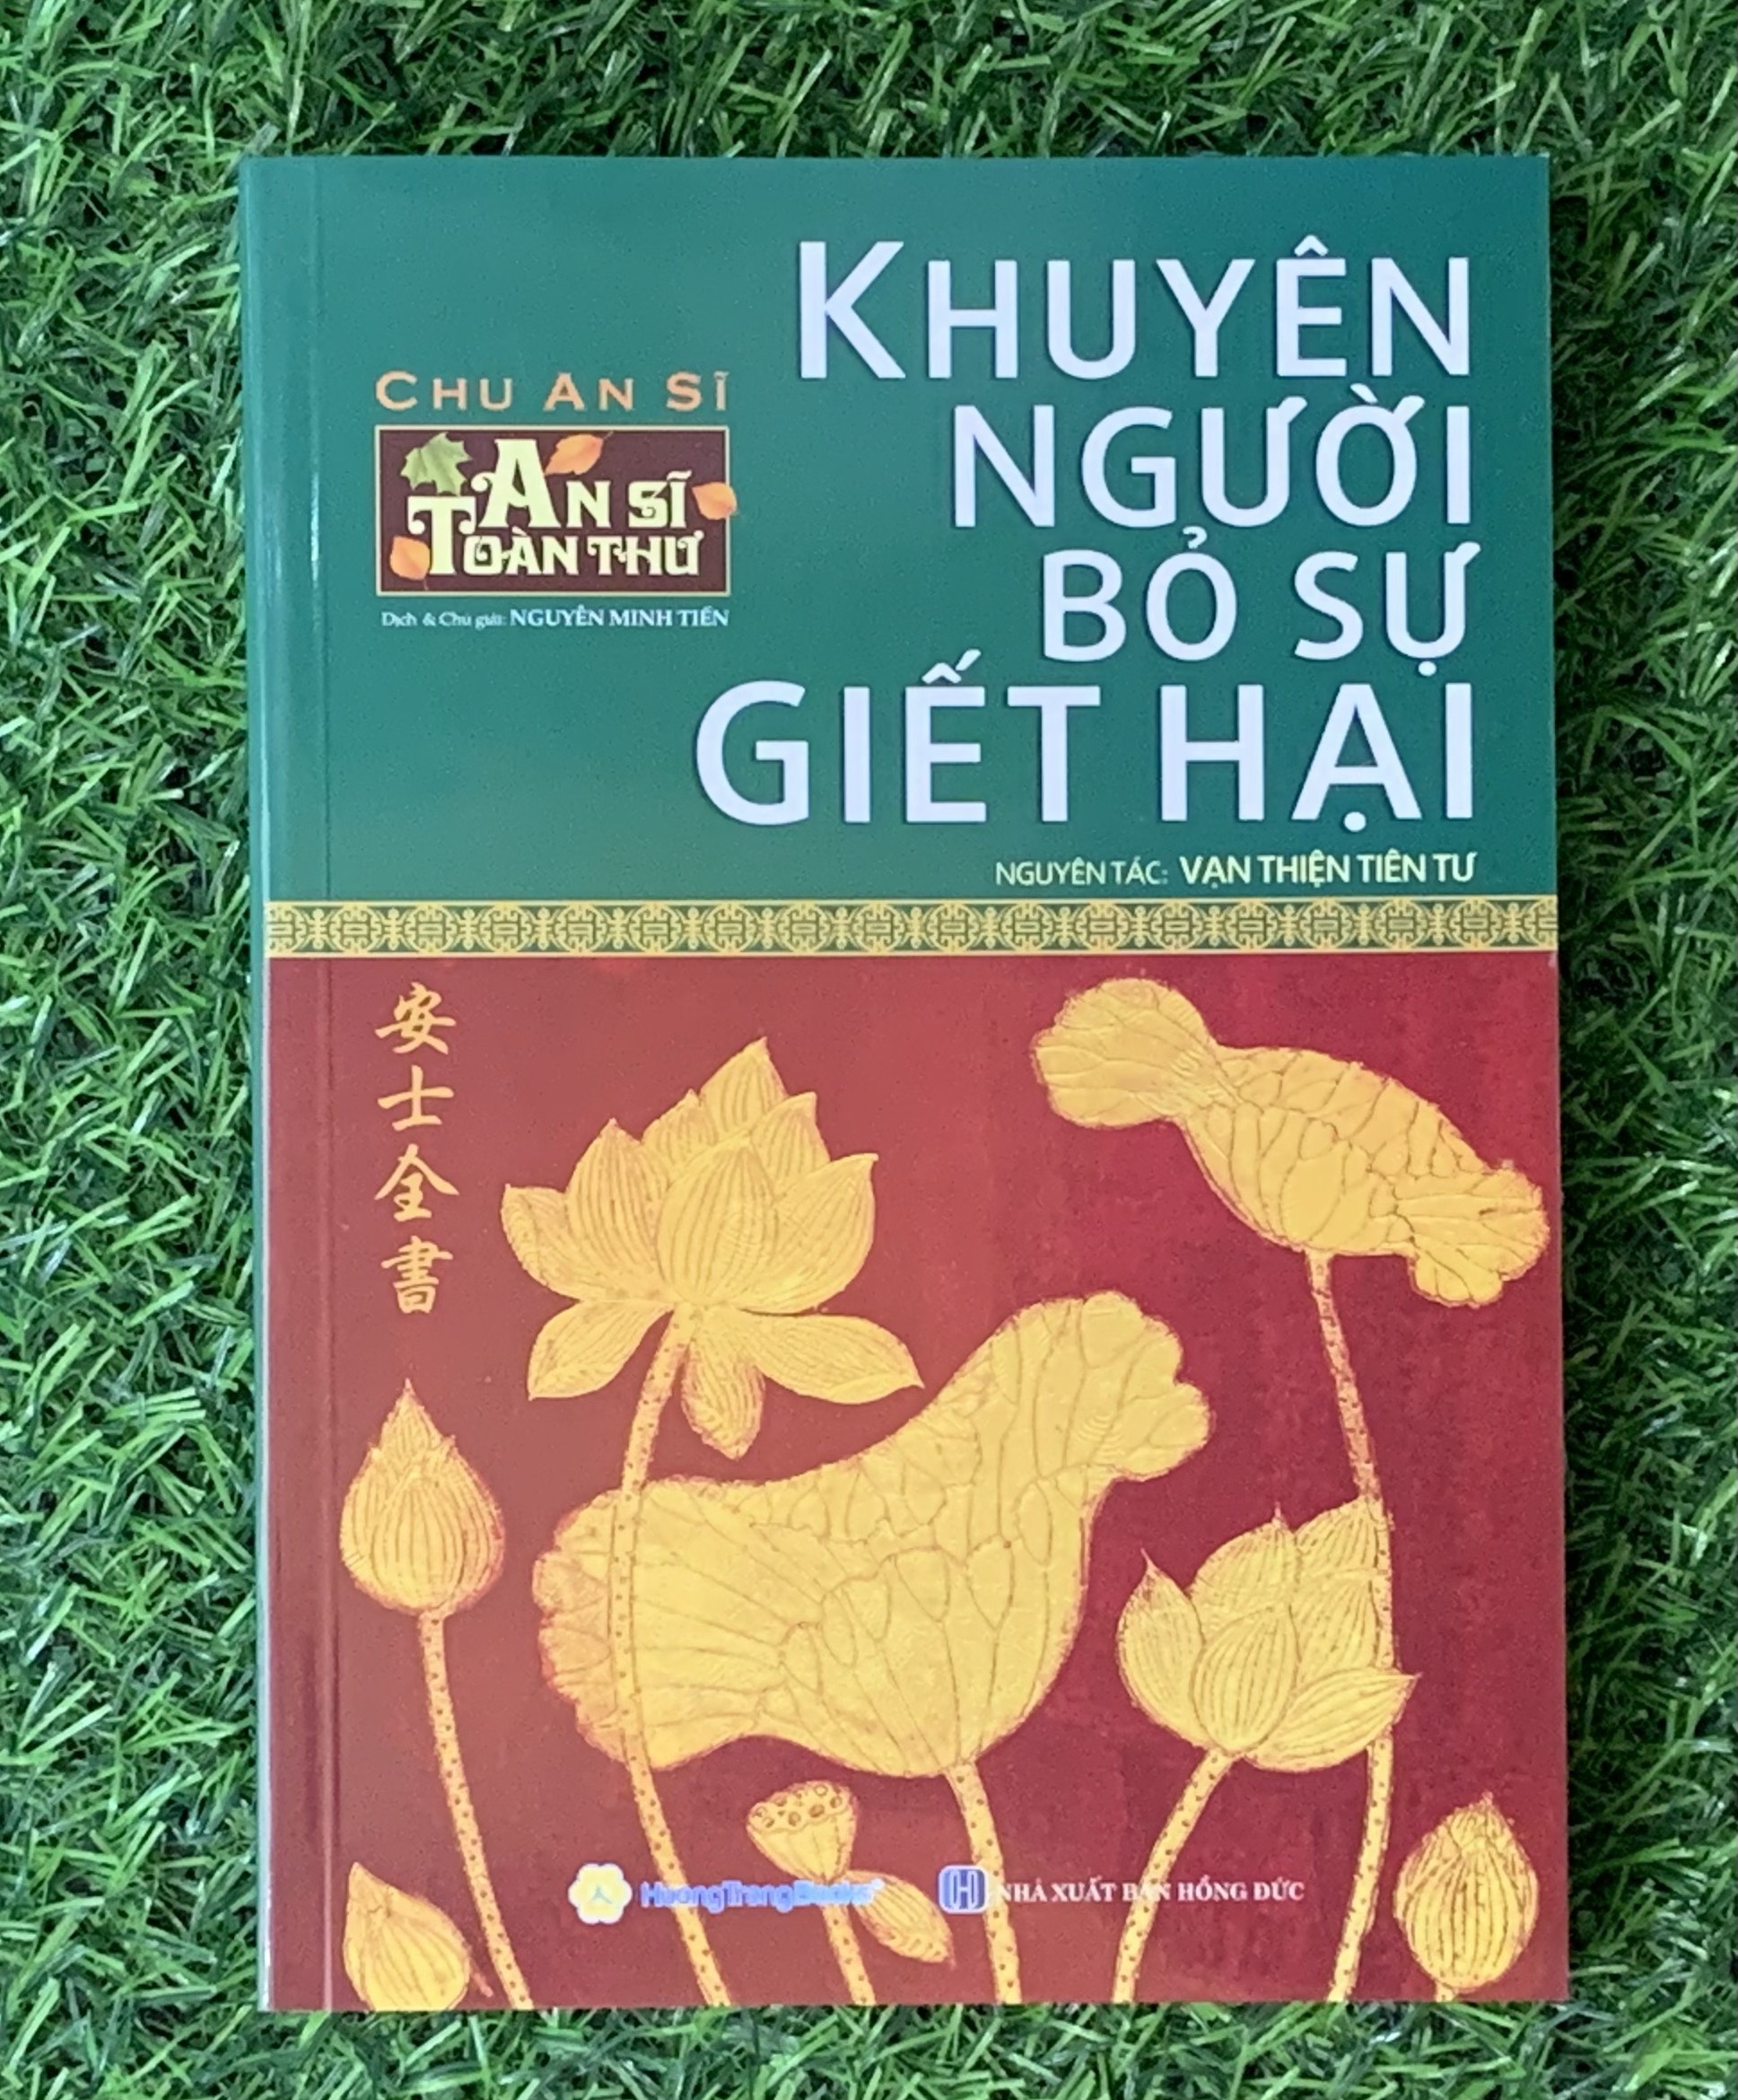 KHUYÊN
NGƯỜI
BỎ SỰ
GIẾT HẠI
NGUYÊN TÁC: VẠN THIỆN TIÊN TƯ
CHU AN SĨ
AN SĨ
TOÀN THƯ
Dịch & Chú giải: NGUYỄN MINH TIẾN
安士全書
HuongTrangBooks
NHÀ XUẤT BẢN HỒNG ĐỨC